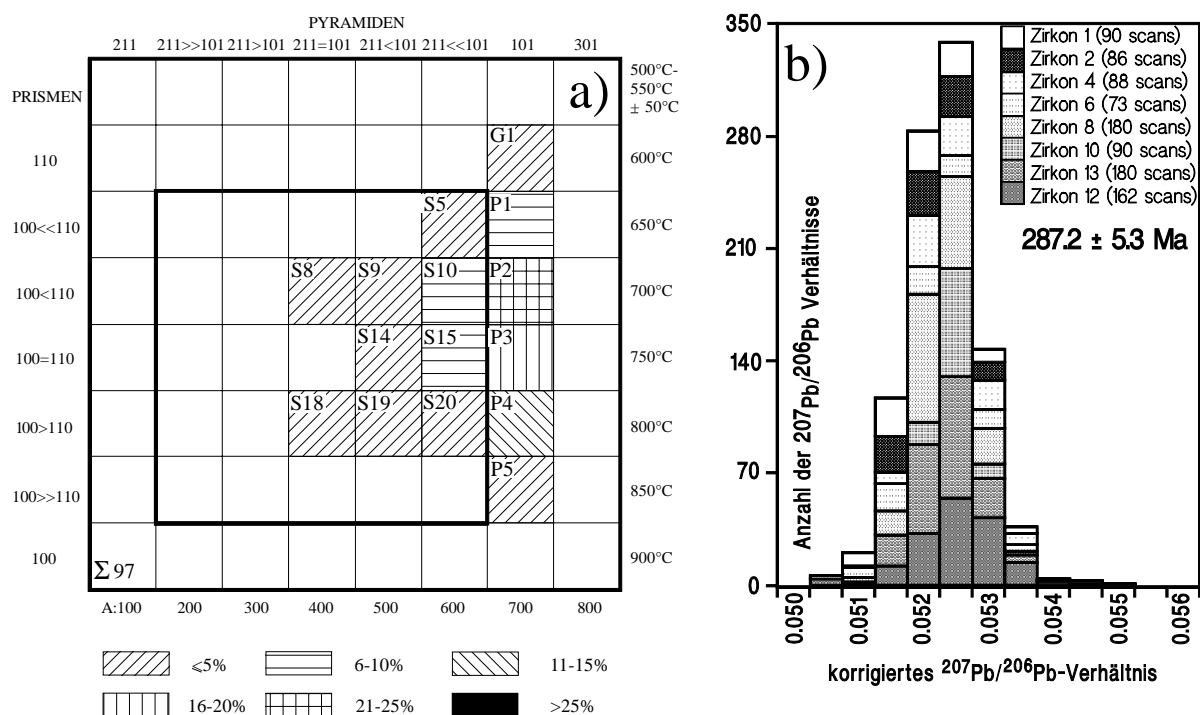 PYRAMIDEN
211 211>>101 211>101 211=101 211<101 211<<101 101 301
a)
500°C-
550°C
± 50°C
PRISMEN
G1
110 600°C
S5 P1
100<<110 650°C
S8 S9 S10 P2
100<110 700°C
S14 S15 P3
100=110 750°C
S18 S19 S20 P4
100>110 800°C
P5
100>>110 850°C
100 900°C
Σ 97
A:100 200 300 400 500 600 700 800
⩽5% 6-10% 11-15%
16-20% 21-25% >25%
b)
350
280
210
140
70
0
Anzahl der 207Pb/206Pb Verhältnisse
Zirkon 1 (90 scans)
Zirkon 2 (86 scans)
Zirkon 4 (88 scans)
Zirkon 6 (73 scans)
Zirkon 8 (180 scans)
Zirkon 10 (90 scans)
Zirkon 13 (180 scans)
Zirkon 12 (162 scans)
287.2 ± 5.3 Ma
0.050 0.051 0.052 0.053 0.054 0.055 0.056
korrigiertes 207Pb/206Pb-Verhältnis